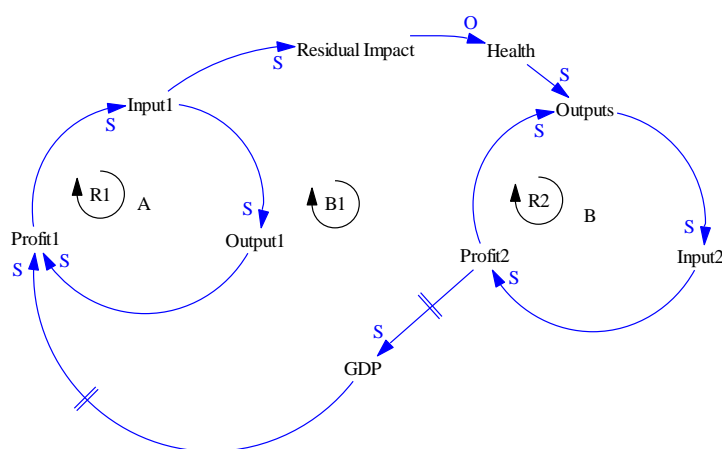 O
Residual Impact
Health
S
S
Input1
Outputs
S
S
R1
A
B1
R2
B
S
S
Profit1
Output1
Profit2
Input2
S
S
S
S
GDP